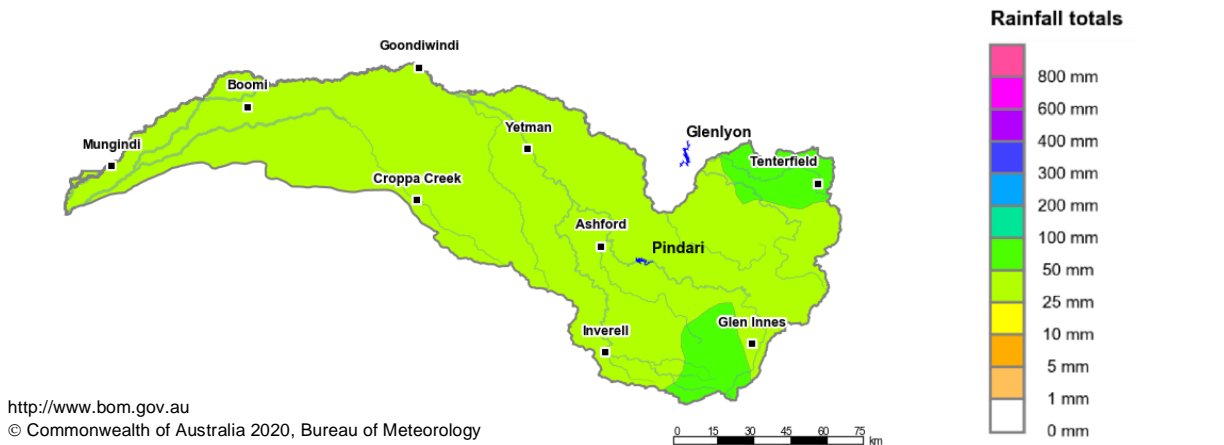 Rainfall totals
Goondiwindi
Boomi
Yetman
Mungindi
Glenlyon
Tenterfield
Croppa Creek
Ashford
Pindari
Glen Innes
Inverell
800 mm
600 mm
400 mm
300 mm
200 mm
100 mm
50 mm
25 mm
10 mm
5 mm
1 mm
0 mm
http://www.bom.gov.au
© Commonwealth of Australia 2020, Bureau of Meteorology
0 15 30 45 60 75
km